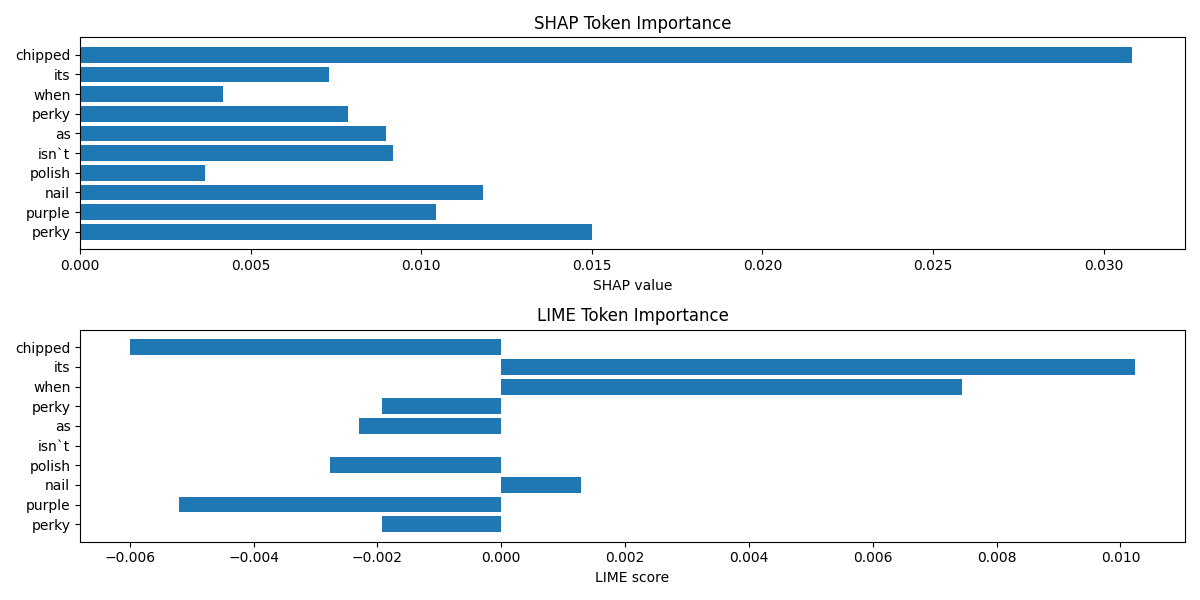 SHAP Token Importance
chipped
its
when
perky
as
isn`t
polish
nail
purple
perky
0.000 0.005 0.010 0.015 0.020 0.025 0.030
SHAP value
LIME Token Importance
chipped
its
when
perky
as
isn`t
polish
nail
purple
perky
−0.006 −0.004 −0.002 0.000 0.002 0.004 0.006 0.008 0.010
LIME score